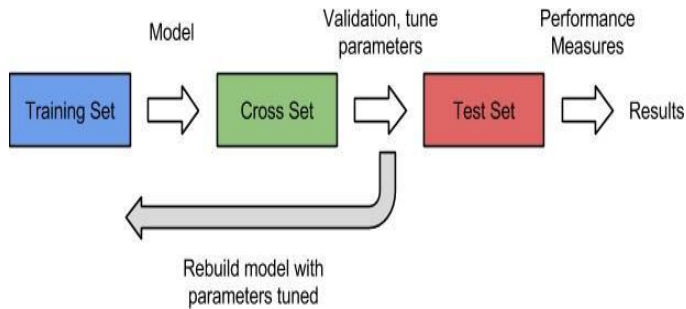 Model
Validation, tune
parameters
Performance
Measures
Training Set
Cross Set
Test Set
Results
Rebuild model with
parameters tuned